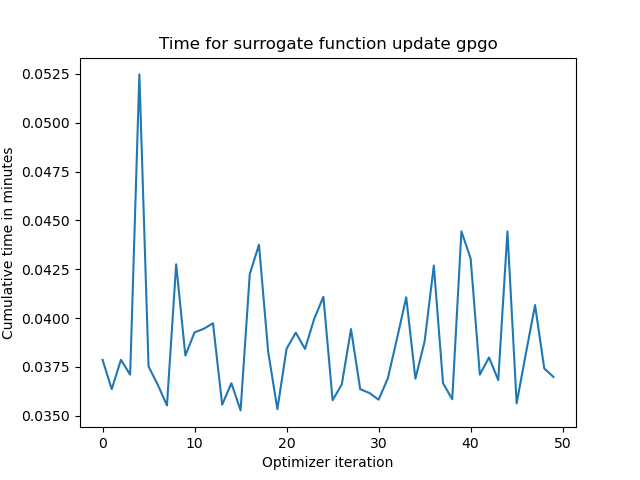 Time for surrogate function update gpgo
Cumulative time in minutes
0.0525
0.0500
0.0475
0.0450
0.0425
0.0400
0.0375
0.0350
0 10 20 30 40 50
Optimizer iteration